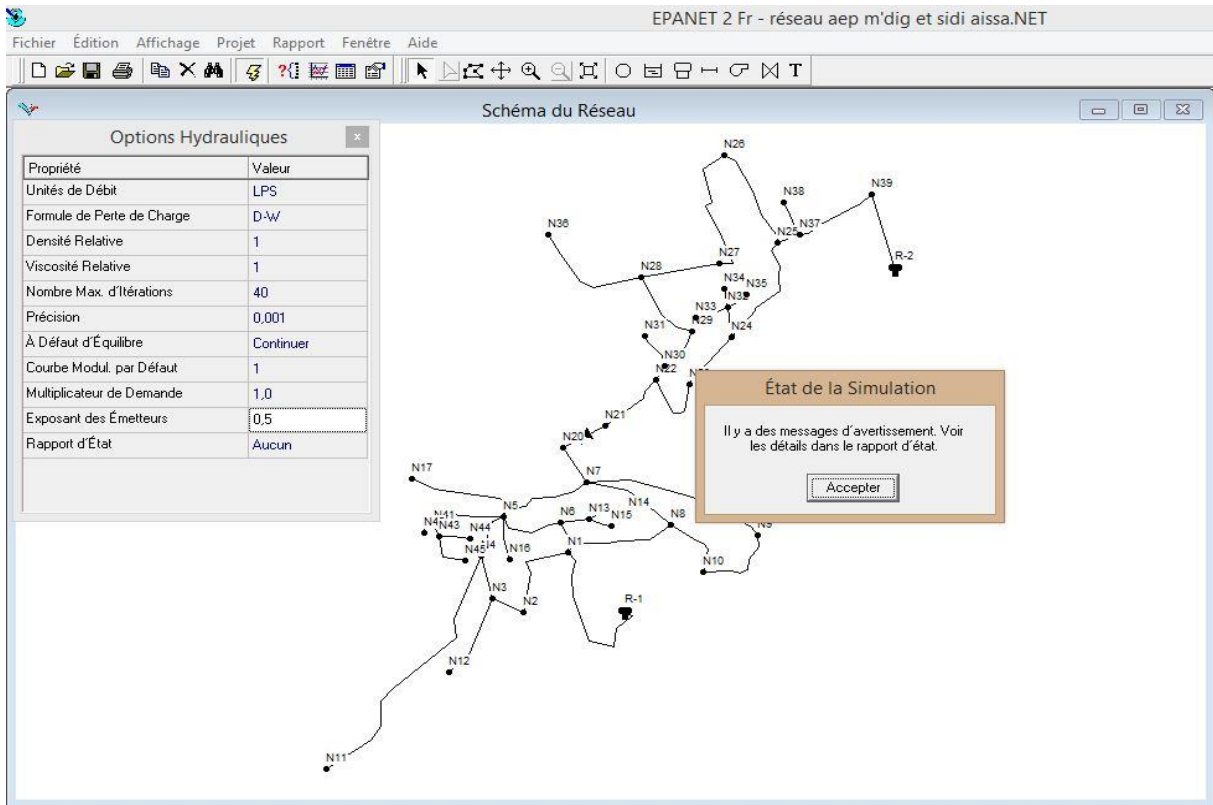 EPANET 2 Fr - réseau aep m'dig et sidi aissa.NET
Fichier Édition Affichage Projet Rapport Fenêtre Aide
T
Schéma du Réseau
Options Hydrauliques
Propriété Valeur
Unités de Débit LPS
Formule de Perte de Charge D-W
Densité Relative 1
Viscosité Relative 1
Nombre Max. d'Itérations 40
Précision 0,001
À Défaut d'Équilibre Continuer
Courbe Modul. par Défaut 1
Multiplicateur de Demande 1,0
Exposant des Émetteurs 0,5
Rapport d'État Aucun
N26
N38
N39
N36
N37
N25
N27
R-2
N28
N34
N35
N32
N33
N31
N29
N24
N30
N22
État de la Simulation
Il y a des messages d'avertissement. Voir
les détails dans le rapport d'état.
Accepter
N21
N20
N17
N7
N5
N14
N6
N13
N15
N8
N41
N43
N44
N9
N45
N16
N1
N10
N3
N2
R-1
N12
N11